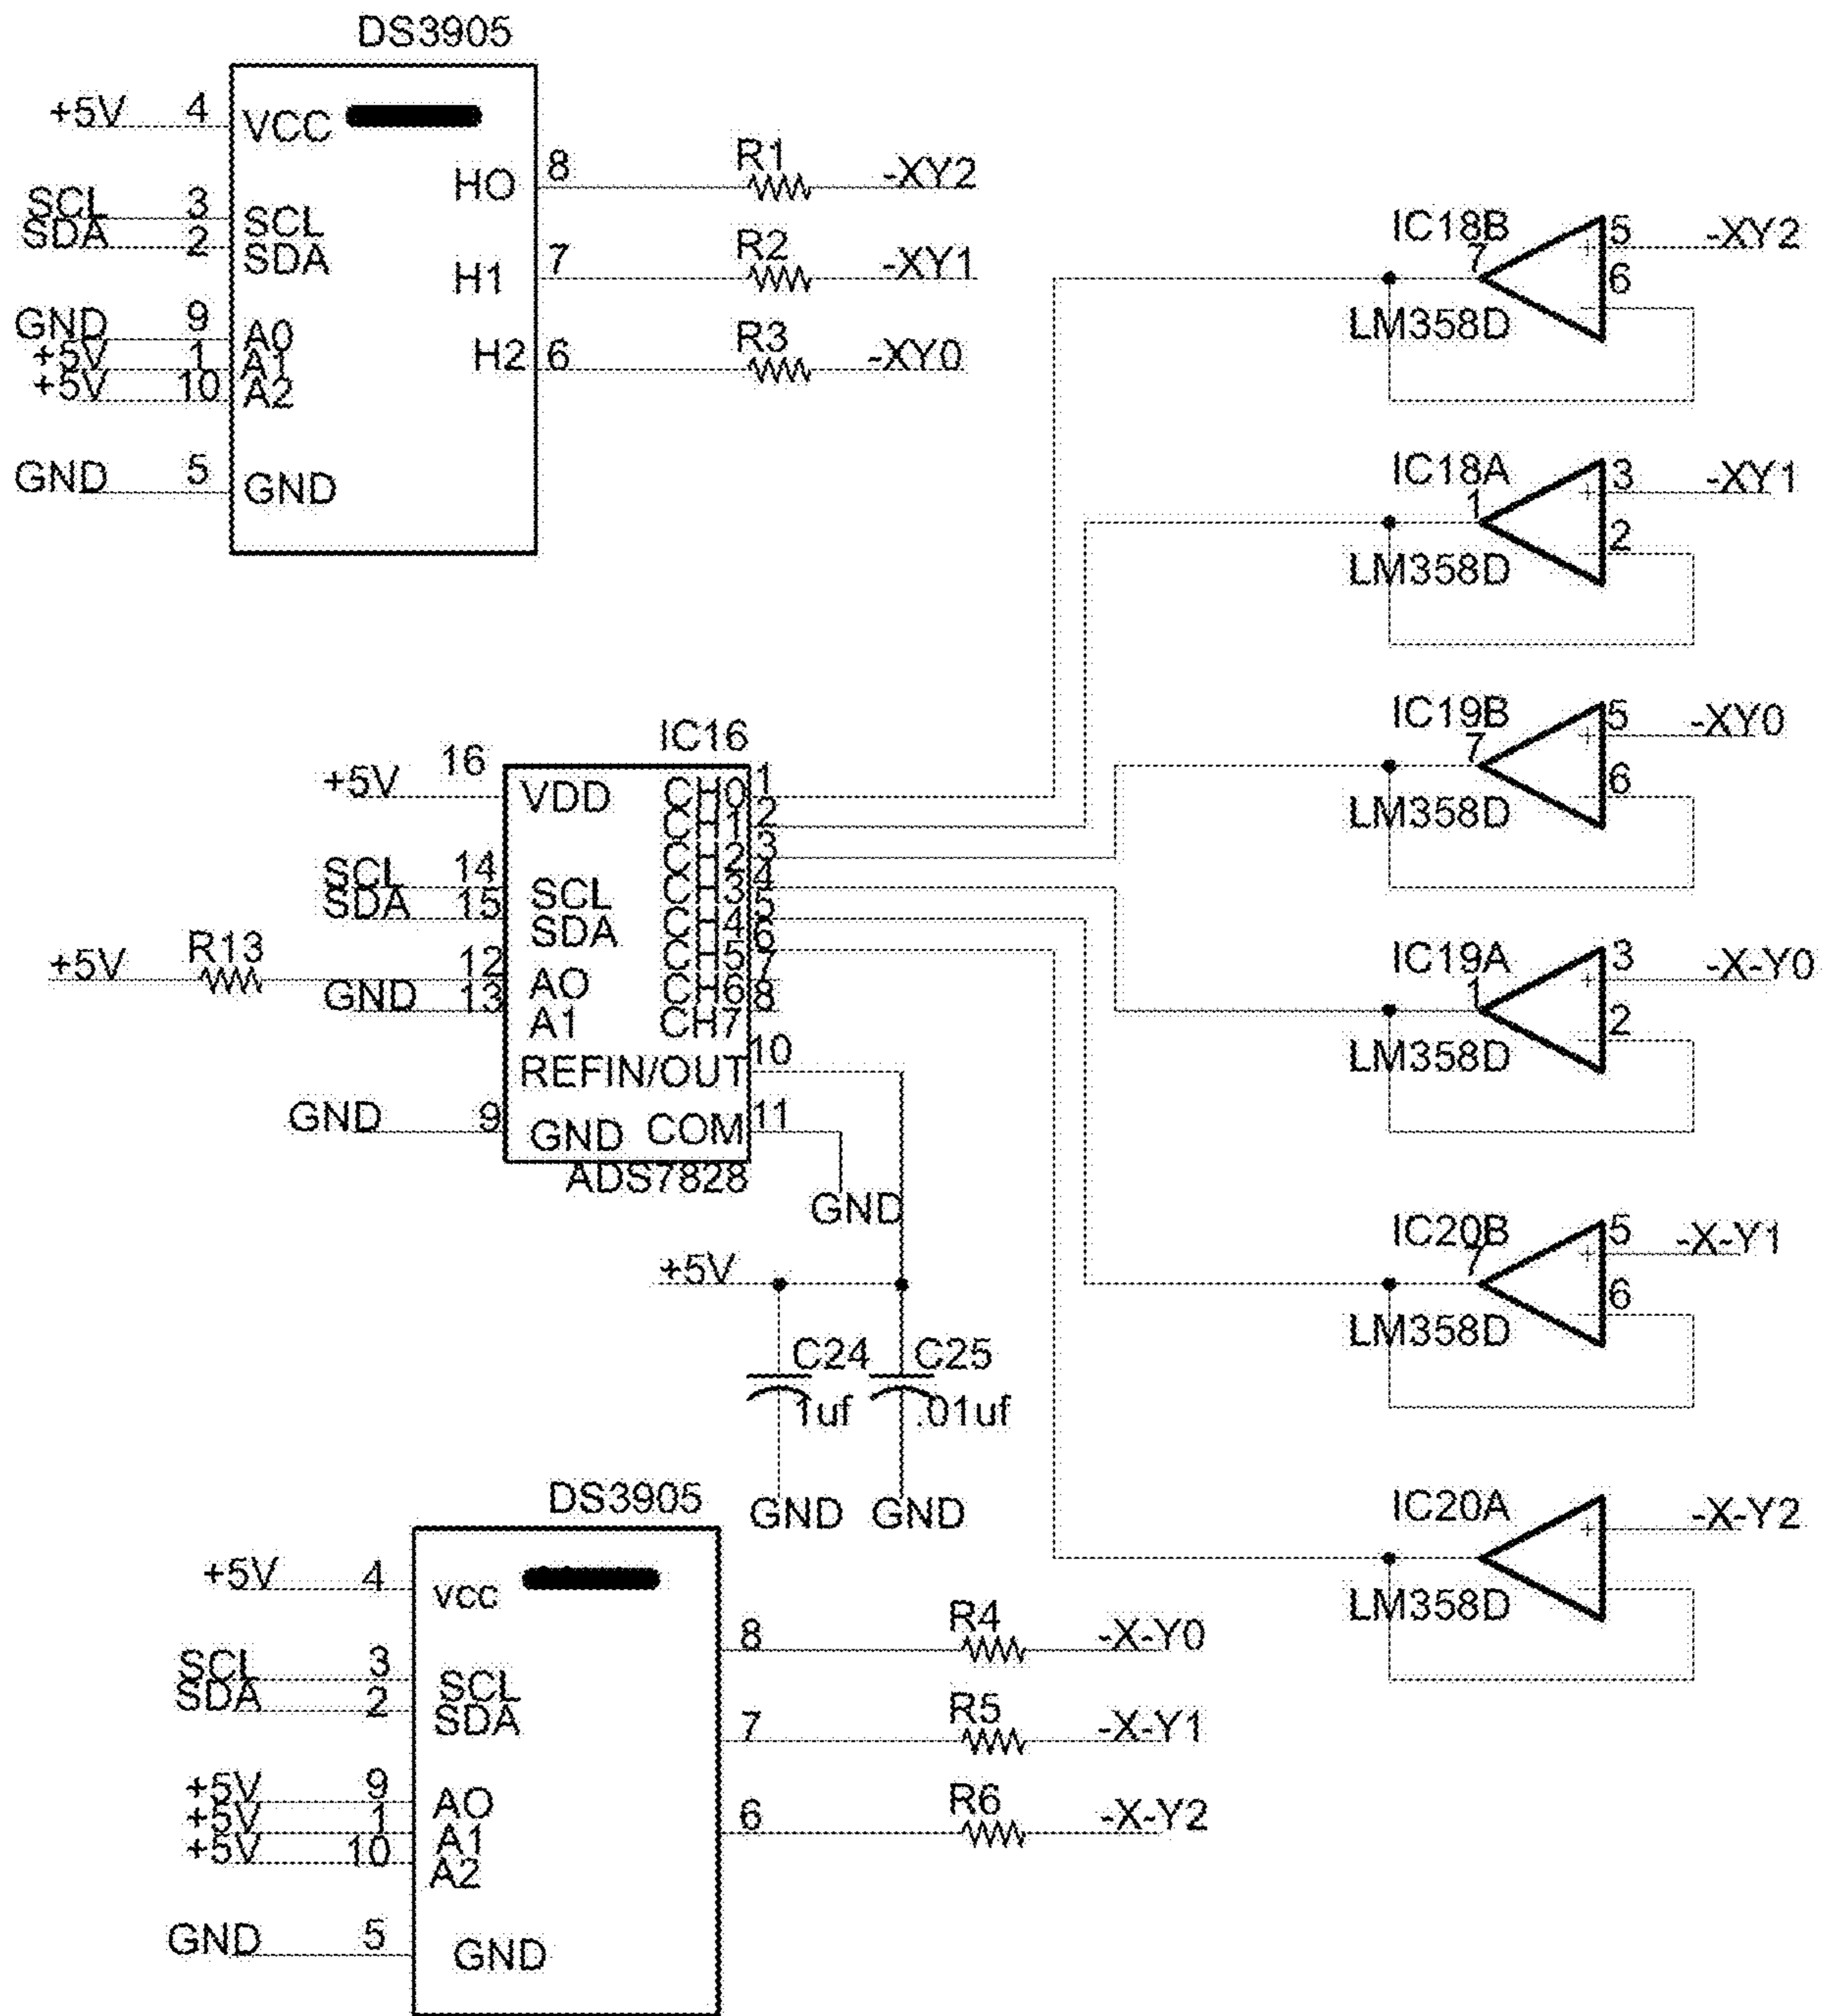 DS3905
+5V 4 VCC
HO 8 R1 -XY2
SCL 3 SCL
SDA 2 SDA
H1 7 R2 -XY1
GND 9 A0
+5V 1 A1
+5V 10 A2
H2 6 R3 -XY0
GND 5 GND
IC18B
7 5 -XY2
6
LM358D
IC18A
1 3 -XY1
2
LM358D
IC19B
7 5 -XY0
6
LM358D
IC16
+5V 16 VDD CH0 1
CH1 2
CH2 3
SCL 14 SCL CH3 4
SDA 15 SDA CH4 5
CH5 6
+5V R13 12 AO CH6 7
GND 13 A1 CH7 8
REFIN/OUT 10
GND 9 GND COM 11
ADS7828
GND
IC19A
1 3 -X-Y0
2
LM358D
+5V
C24 C25
1uf .01uf
GND GND
IC20B
7 5 -X-Y1
6
LM358D
IC20A
-X-Y2
LM358D
DS3905
+5V 4 vcc
8 R4 -X-Y0
SCL 3 SCL
SDA 2 SDA
7 R5 -X-Y1
+5V 9 AO
+5V 1 A1
+5V 10 A2
6 R6 -X-Y2
GND 5 GND